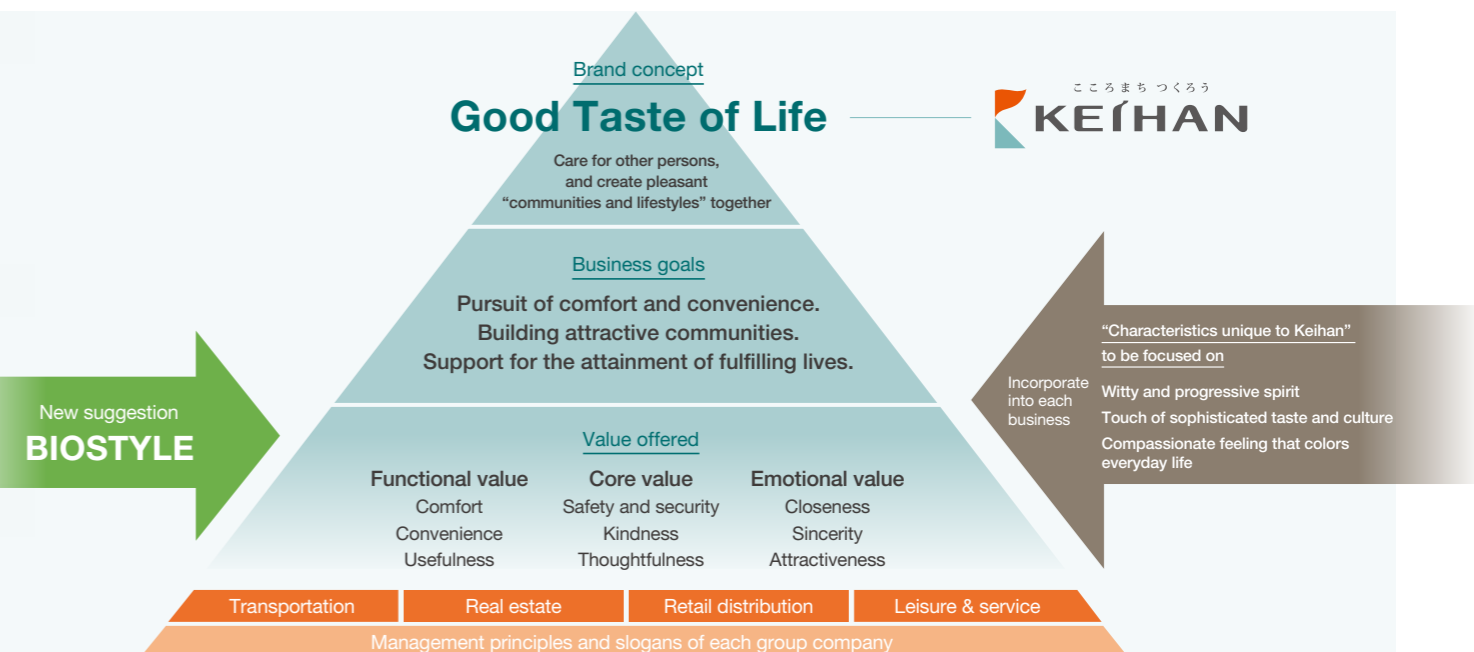 Brand concept
Good Taste of Life
Care for other persons,
and create pleasant
“communities and lifestyles” together
こころまち つくろう
KEIHAN
Business goals
Pursuit of comfort and convenience.
Building attractive communities.
Support for the attainment of fulfilling lives.
New suggestion
BIOSTYLE
Incorporate
into each
business
“Characteristics unique to Keihan”
to be focused on
Witty and progressive spirit
Touch of sophisticated taste and culture
Compassionate feeling that colors
everyday life
Value offered
Functional value
Comfort
Convenience
Usefulness
Core value
Safety and security
Kindness
Thoughtfulness
Emotional value
Closeness
Sincerity
Attractiveness
Transportation
Real estate
Retail distribution
Leisure & service
Management principles and slogans of each group company